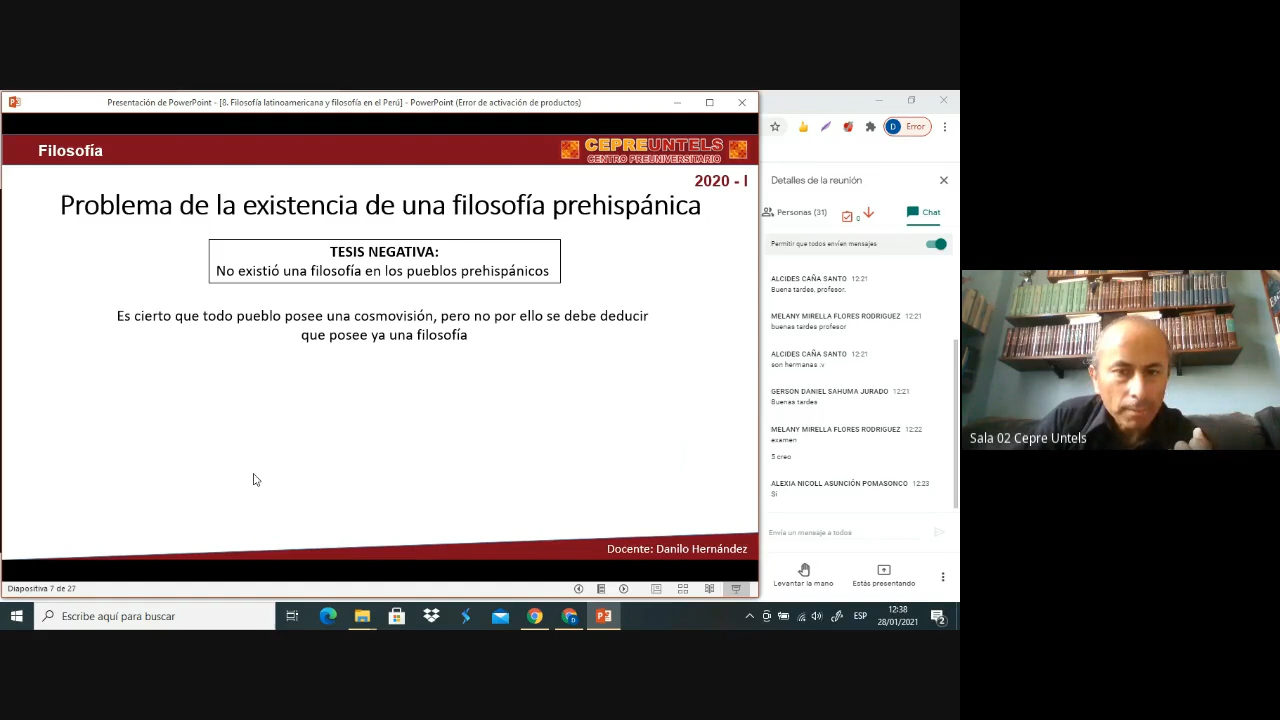 Presentación de PowerPoint - [8. Filosofía latinoamericana y filosofía en el Perú] - PowerPoint (Error de activación de productos)
Filosofía
CEPREUNTELS
CENTRO PREUNIVERSITARIO
2020 - I
Problema de la existencia de una filosofía prehispánica
TESIS NEGATIVA:
No existió una filosofía en los pueblos prehispánicos
Es cierto que todo pueblo posee una cosmovisión, pero no por ello se debe deducir
que posee ya una filosofía
Docente: Danilo Hernández
Diapositiva 7 de 27
D Error
Detalles de la reunión
Personas (31)
0
Chat
Permitir que todos envíen mensajes
ALCIDES CAÑA SANTO 12:21
Buena tardes, profesor.
MELANY MIRELLA FLORES RODRIGUEZ 12:21
buenas tardes profesor
ALCIDES CAÑA SANTO 12:21
son hermanas :v
GERSON DANIEL SAHUMA JURADO 12:21
Buenas tardes
MELANY MIRELLA FLORES RODRIGUEZ 12:22
examen
5 creo
ALEXIA NICOLL ASUNCIÓN POMASONCO 12:23
Si
Envía un mensaje a todos
Levantar la mano
Estás presentando
Sala 02 Cepre Untels
Escribe aquí para buscar
ESP
12:38
28/01/2021
2